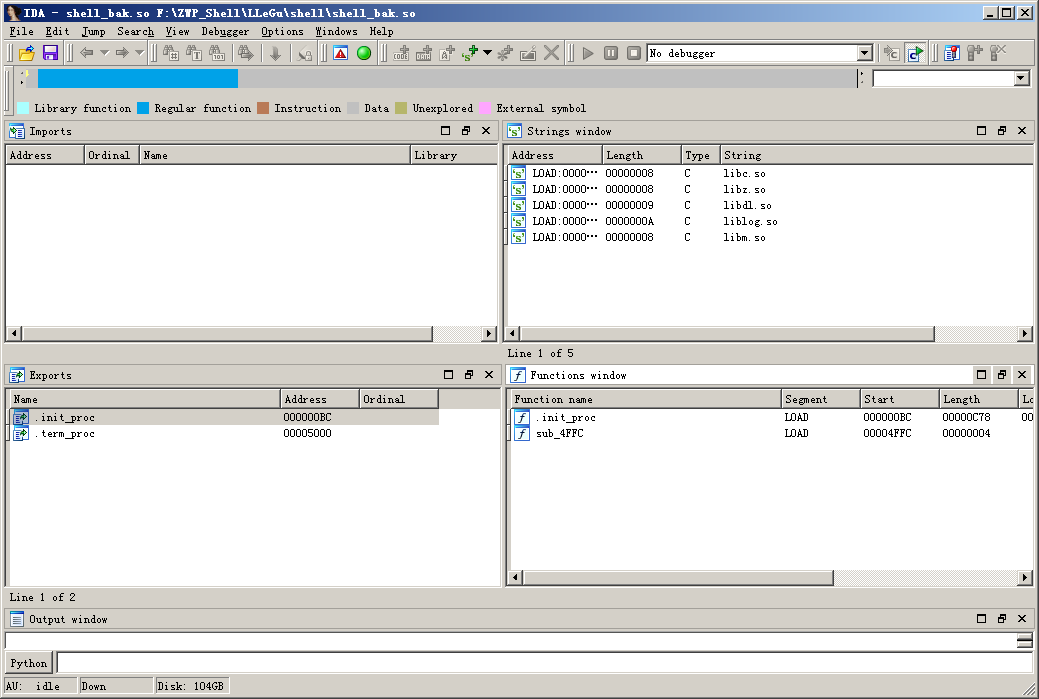 IDA - shell_bak.so F:\ZWP_Shell\LLeGu\shell\shell_bak.so
File Edit Jump Search View Debugger Options Windows Help
No debugger
Library function Regular function Instruction Data Unexplored External symbol
Imports
Address Ordinal Name Library
Strings window
Address Length Type String
LOAD:0000··· 00000008 C libc.so
LOAD:0000··· 00000008 C libz.so
LOAD:0000··· 00000009 C libdl.so
LOAD:0000··· 0000000A C liblog.so
LOAD:0000··· 00000008 C libm.so
Line 1 of 5
Exports
Name Address Ordinal
.init_proc 000000BC
.term_proc 00005000
Line 1 of 2
Functions window
Function name Segment Start Length Lo
.init_proc LOAD 000000BC 00000C78 00
sub_4FFC LOAD 00004FFC 00000004
Output window
Python
AU: idle Down Disk: 104GB